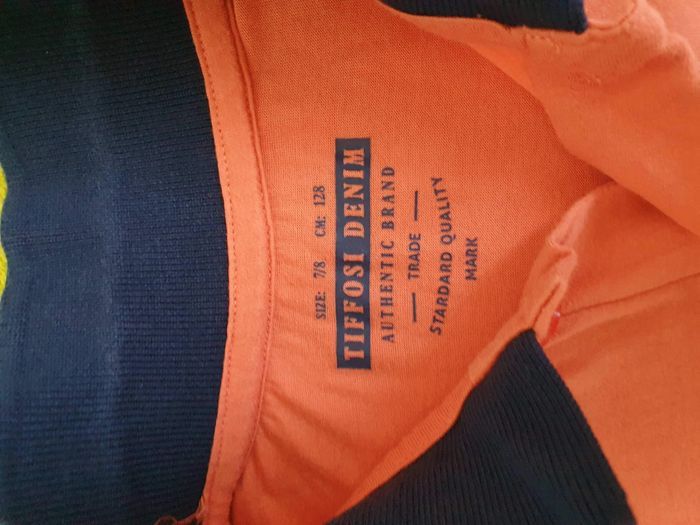 SIZE: 7/8 CM: 128
TIFFOSI DENIM
AUTHENTIC BRAND
TRADE
STARDARD QUALITY
MARK